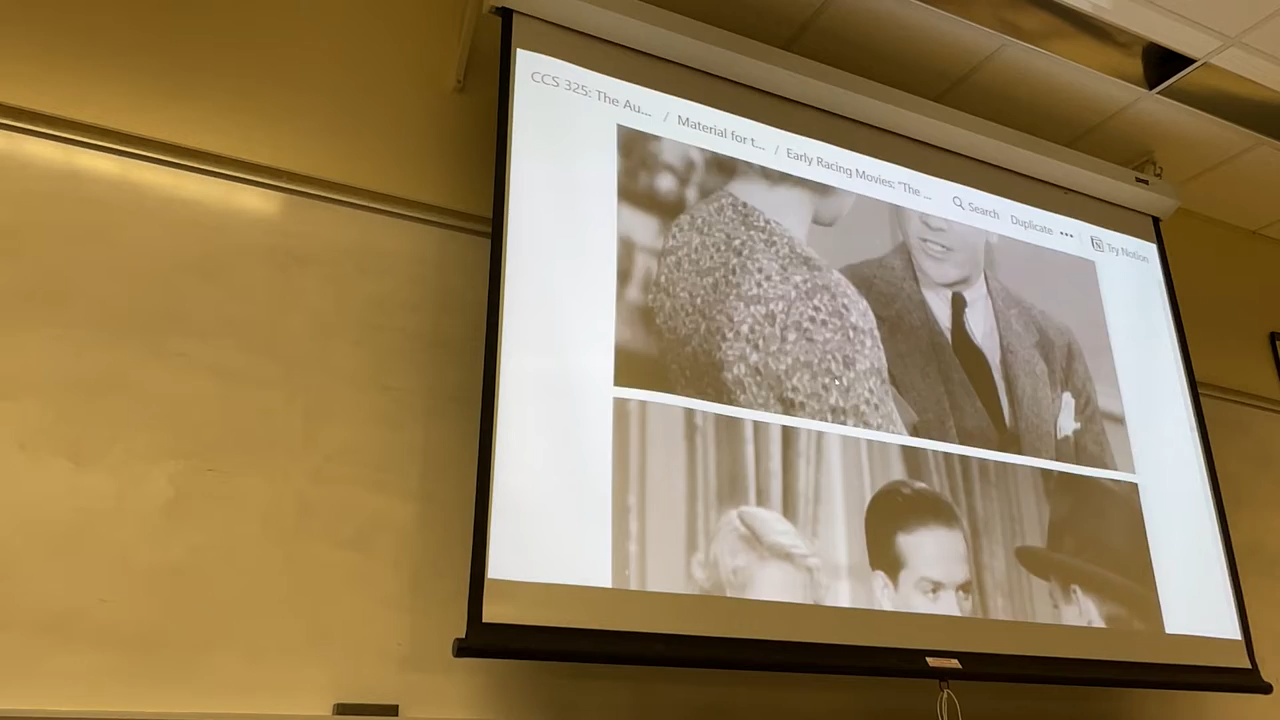 CCS 325: The Au... / Material for t... / Early Racing Movies: "The ... Search Duplicate ••• Try Notion